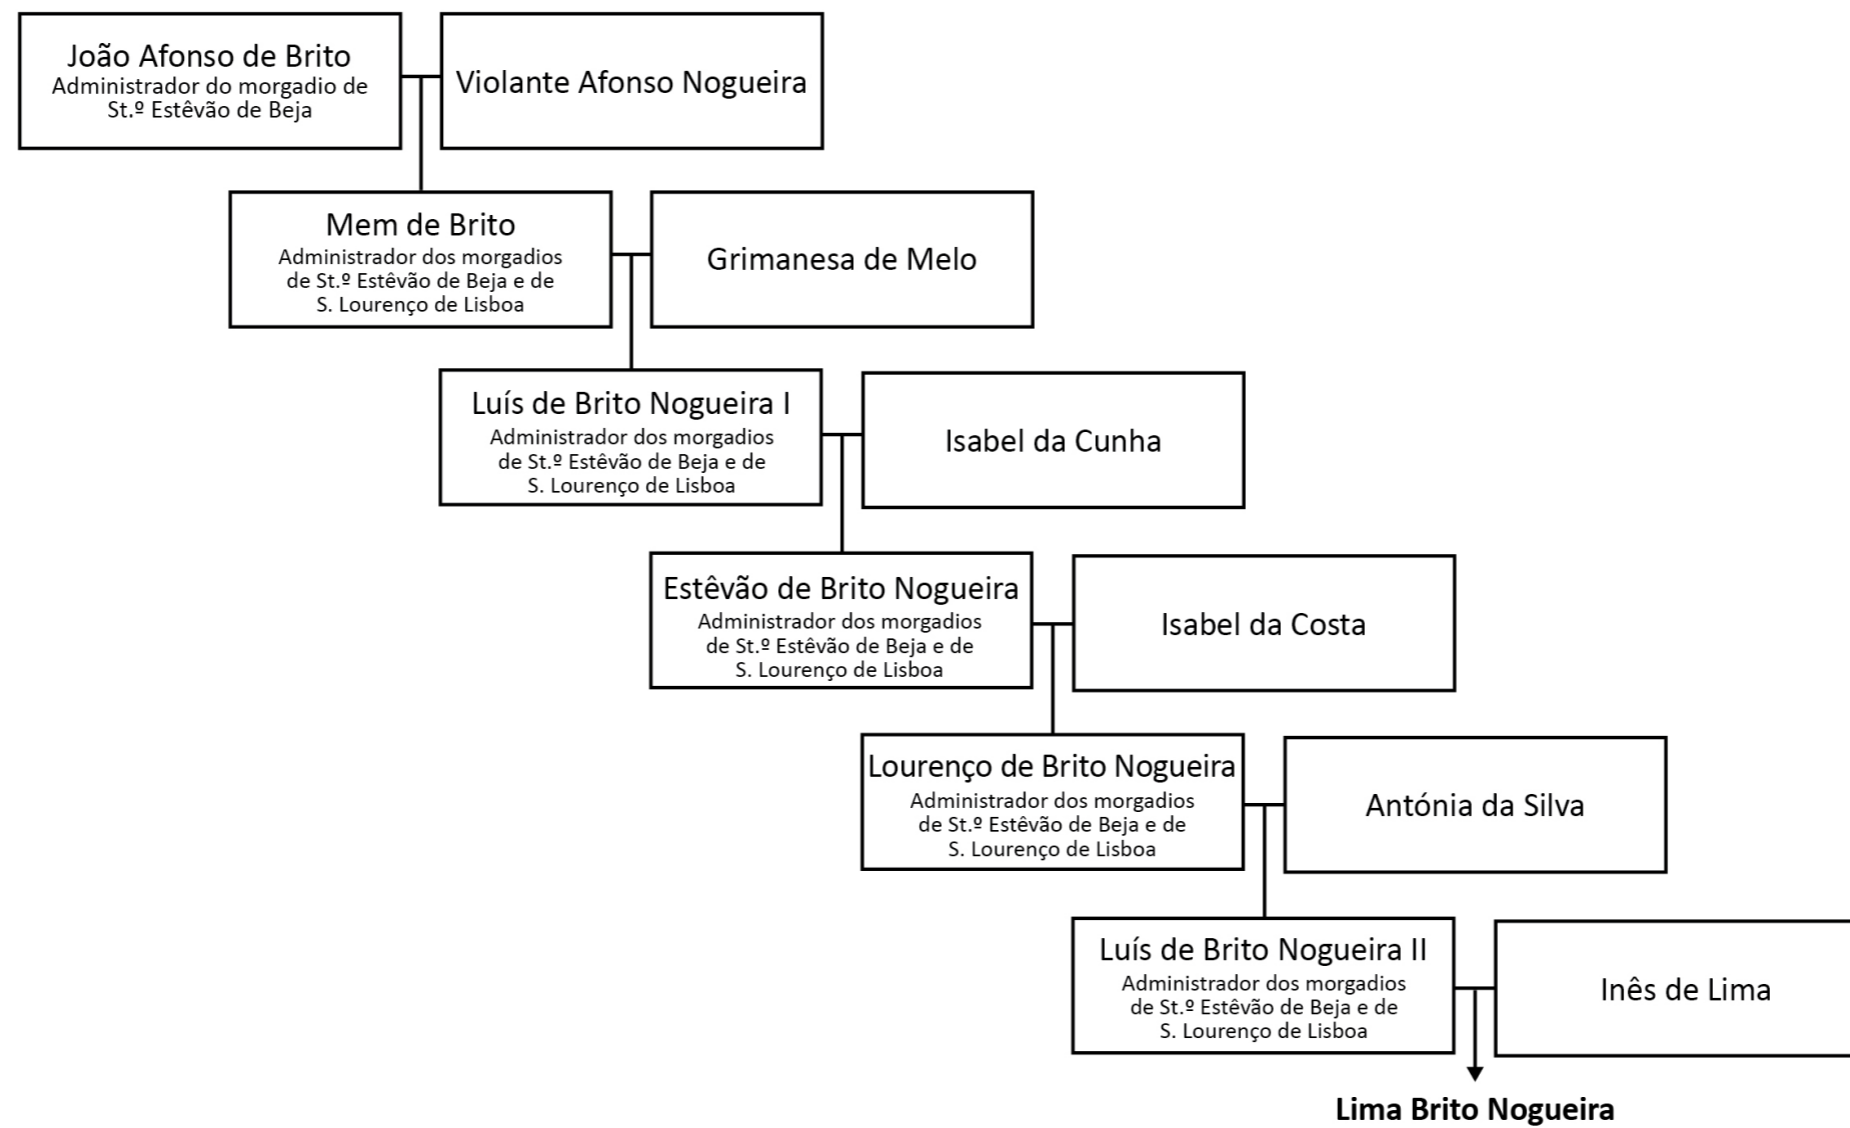 João Afonso de Brito
Administrador do morgadio de
St.º Estêvão de Beja
Violante Afonso Nogueira
Mem de Brito
Administrador dos morgadios
de St.º Estêvão de Beja e de
S. Lourenço de Lisboa
Grimanesa de Melo
Luís de Brito Nogueira I
Administrador dos morgadios
de St.º Estêvão de Beja e de
S. Lourenço de Lisboa
Isabel da Cunha
Estêvão de Brito Nogueira
Administrador dos morgadios
de St.º Estêvão de Beja e de
S. Lourenço de Lisboa
Isabel da Costa
Lourenço de Brito Nogueira
Administrador dos morgadios
de St.º Estêvão de Beja e de
S. Lourenço de Lisboa
Antónia da Silva
Luís de Brito Nogueira II
Administrador dos morgadios
de St.º Estêvão de Beja e de
S. Lourenço de Lisboa
Inês de Lima
Lima Brito Nogueira